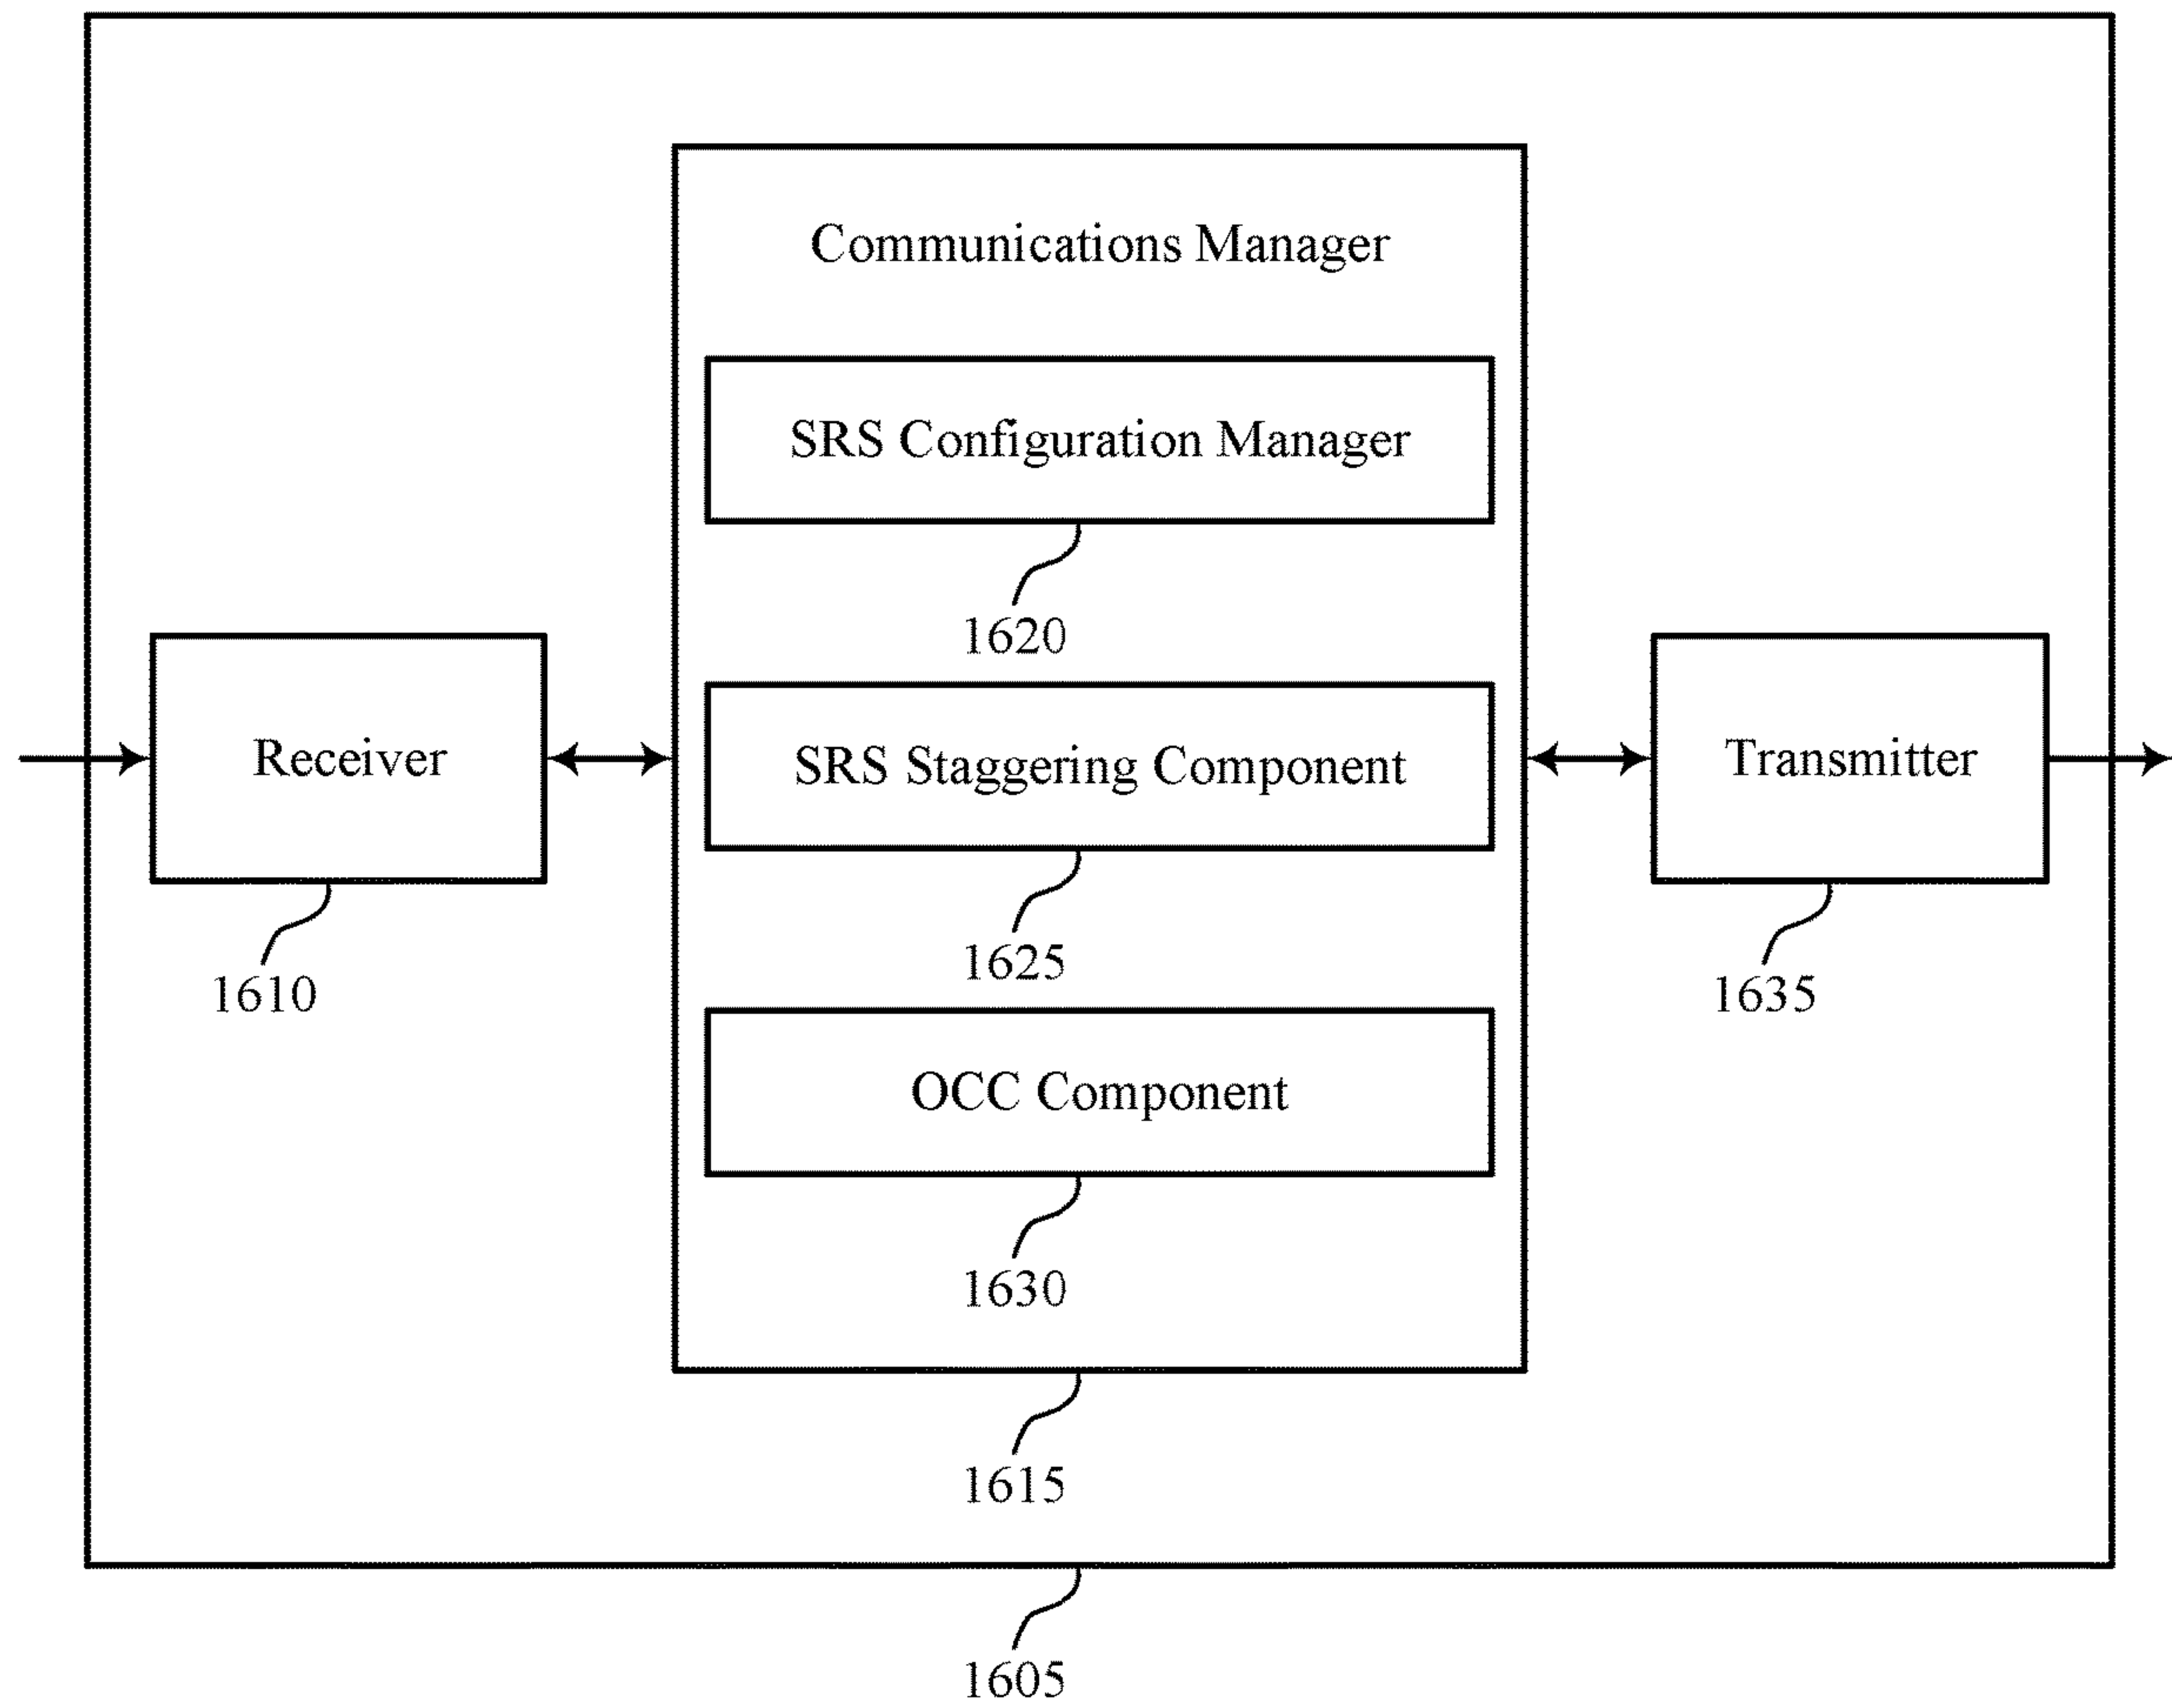 Communications Manager
SRS Configuration Manager
1620
Receiver
SRS Staggering Component
Transmitter
1610
1625
1635
OCC Component
1630
1615
1605